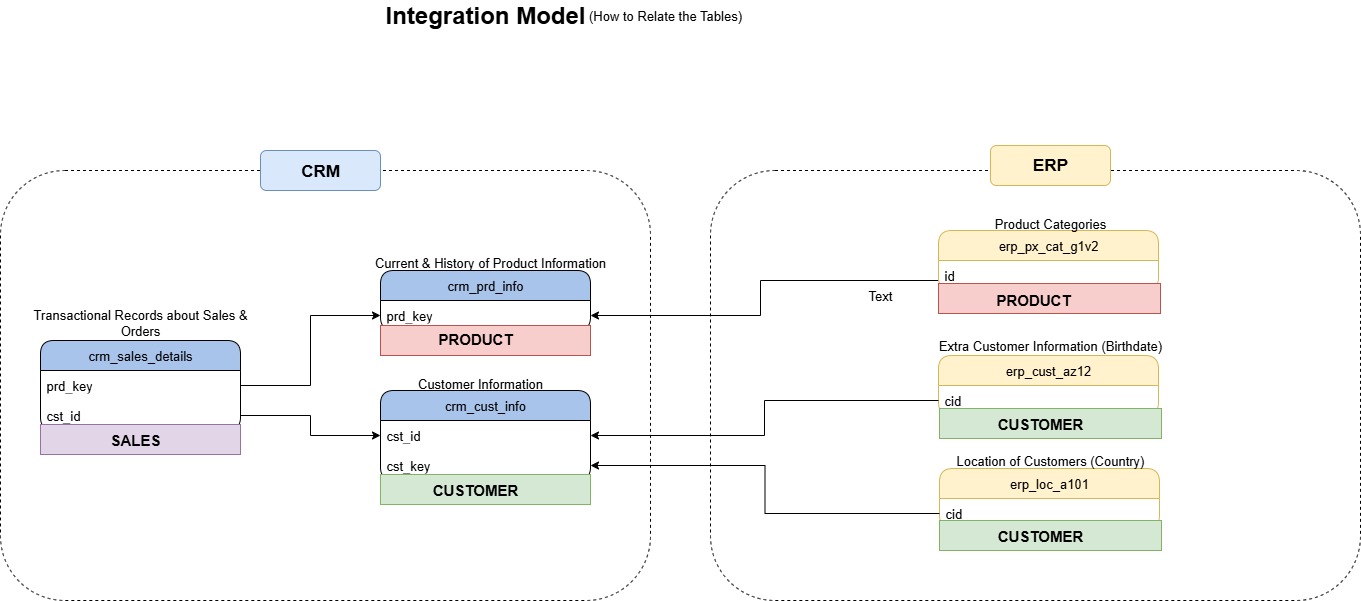 Integration Model (How to Relate the Tables)
CRM
Transactional Records about Sales &
Orders
crm_sales_details
prd_key
cst_id
SALES
Current & History of Product Information
crm_prd_info
prd_key
PRODUCT
Customer Information
crm_cust_info
cst_id
cst_key
CUSTOMER
ERP
Product Categories
erp_px_cat_g1v2
id
Text
PRODUCT
Extra Customer Information (Birthdate)
erp_cust_az12
cid
CUSTOMER
Location of Customers (Country)
erp_loc_a101
cid
CUSTOMER